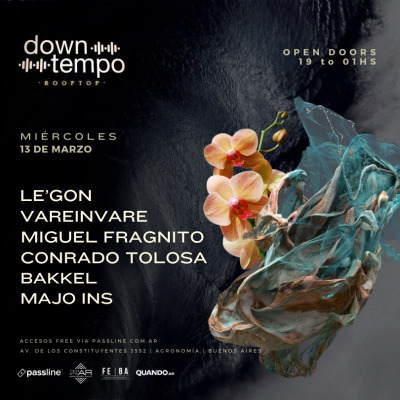 down
tempo
ROOFTOP
OPEN DOORS
19 to 01HS
MIÉRCOLES
13 DE MARZO
LE'GON
VAREINVARE
MIGUEL FRAGNITO
CONRADO TOLOSA
BAKKEL
MAJO INS
ACCESOS FREE VIA PASSLINE.COM.AR
AV. DE LOS CONSTITUYENTES 3552 | AGRONOMÍA | BUENOS AIRES
passline
FE BA
QUANDO.AR